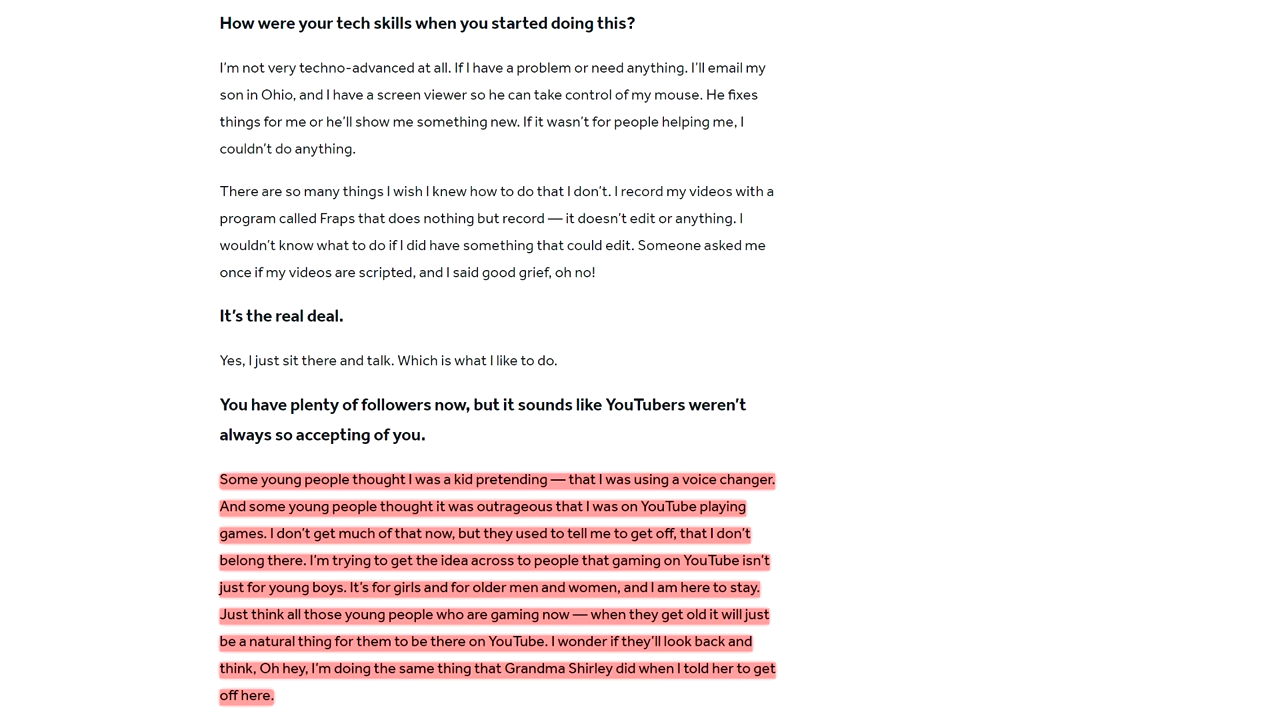 How were your tech skills when you started doing this?
I'm not very techno-advanced at all. If I have a problem or need anything. I'll email my
son in Ohio, and I have a screen viewer so he can take control of my mouse. He fixes
things for me or he'll show me something new. If it wasn't for people helping me, I
couldn't do anything.
There are so many things I wish I knew how to do that I don't. I record my videos with a
program called Fraps that does nothing but record — it doesn't edit or anything. I
wouldn't know what to do if I did have something that could edit. Someone asked me
once if my videos are scripted, and I said good grief, oh no!
It's the real deal.
Yes, I just sit there and talk. Which is what I like to do.
You have plenty of followers now, but it sounds like YouTubers weren't
always so accepting of you.
Some young people thought I was a kid pretending — that I was using a voice changer.
And some young people thought it was outrageous that I was on YouTube playing
games. I don't get much of that now, but they used to tell me to get off, that I don't
belong there. I'm trying to get the idea across to people that gaming on YouTube isn't
just for young boys. It's for girls and for older men and women, and I am here to stay.
Just think all those young people who are gaming now — when they get old it will just
be a natural thing for them to be there on YouTube. I wonder if they'll look back and
think, Oh hey, I'm doing the same thing that Grandma Shirley did when I told her to get
off here.